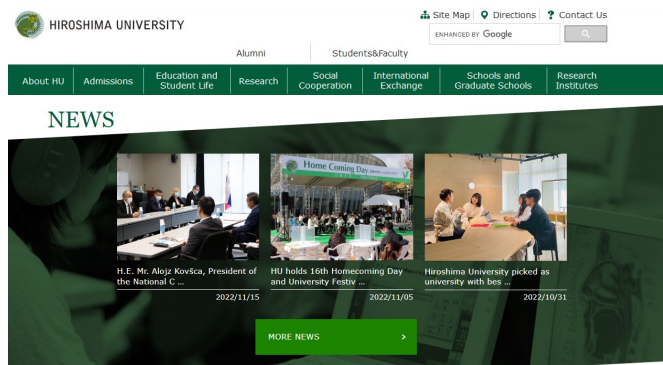 HIROSHIMA UNIVERSITY
Site Map
Directions
? Contact Us
ENHANCED BY Google
Alumni
Students&Faculty
About HU
Admissions
Education and
Student Life
Research
Social
Cooperation
International
Exchange
Schools and
Graduate Schools
Research
Institutes
NEWS
Home Coming Day
H.E. Mr. Alojz Kovšca, President of
the National C ...
2022/11/15
HU holds 16th Homecoming Day
and University Festiv ...
2022/11/05
Hiroshima University picked as
university with bes ...
2022/10/31
MORE NEWS >